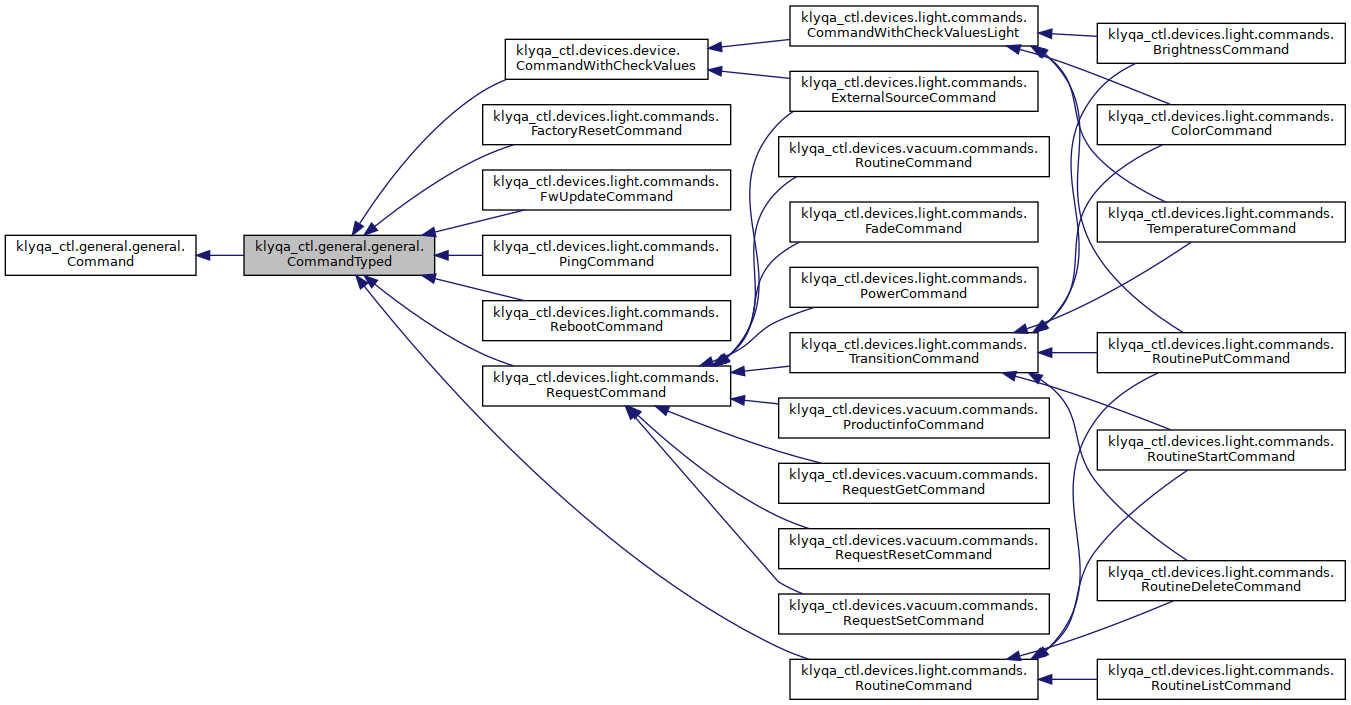 klyqa_ctl.general.general.
Command
klyqa_ctl.general.general.
CommandTyped
klyqa_ctl.devices.device.
CommandWithCheckValues
klyqa_ctl.devices.light.commands.
FactoryResetCommand
klyqa_ctl.devices.light.commands.
FwUpdateCommand
klyqa_ctl.devices.light.commands.
PingCommand
klyqa_ctl.devices.light.commands.
RebootCommand
klyqa_ctl.devices.light.commands.
RequestCommand
klyqa_ctl.devices.light.commands.
CommandWithCheckValuesLight
klyqa_ctl.devices.light.commands.
ExternalSourceCommand
klyqa_ctl.devices.vacuum.commands.
RoutineCommand
klyqa_ctl.devices.light.commands.
FadeCommand
klyqa_ctl.devices.light.commands.
PowerCommand
klyqa_ctl.devices.light.commands.
TransitionCommand
klyqa_ctl.devices.vacuum.commands.
ProductinfoCommand
klyqa_ctl.devices.vacuum.commands.
RequestGetCommand
klyqa_ctl.devices.vacuum.commands.
RequestResetCommand
klyqa_ctl.devices.vacuum.commands.
RequestSetCommand
klyqa_ctl.devices.light.commands.
RoutineCommand
klyqa_ctl.devices.light.commands.
BrightnessCommand
klyqa_ctl.devices.light.commands.
ColorCommand
klyqa_ctl.devices.light.commands.
TemperatureCommand
klyqa_ctl.devices.light.commands.
RoutinePutCommand
klyqa_ctl.devices.light.commands.
RoutineStartCommand
klyqa_ctl.devices.light.commands.
RoutineDeleteCommand
klyqa_ctl.devices.light.commands.
RoutineListCommand